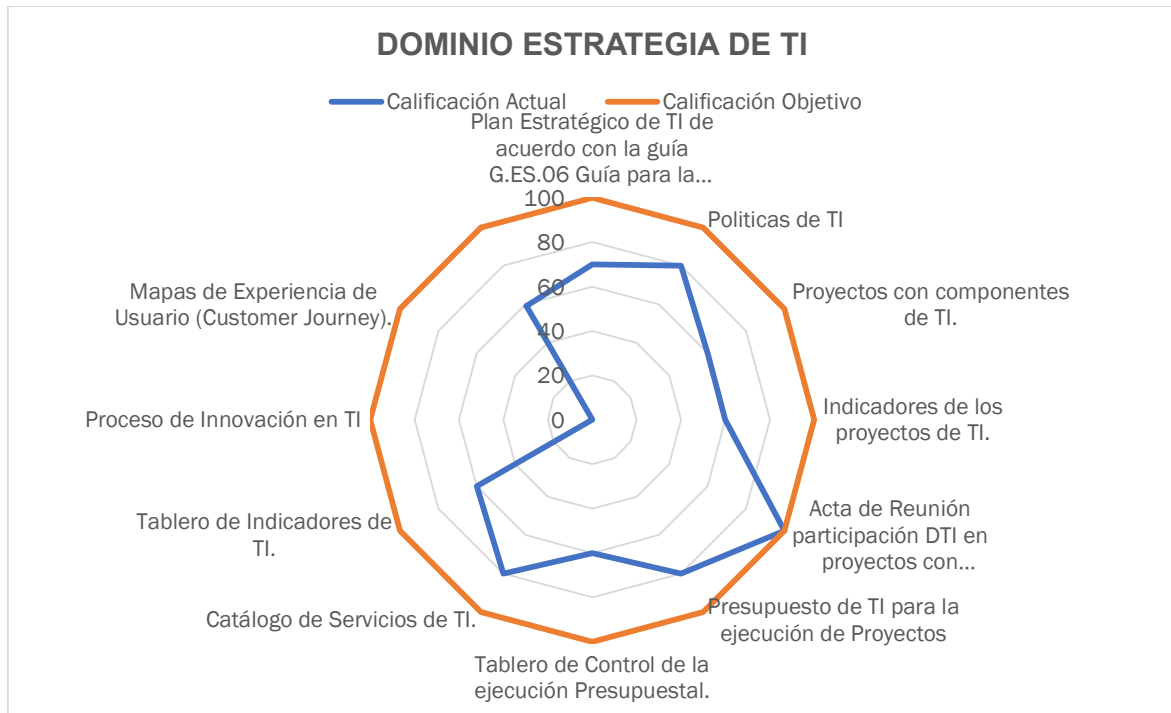 DOMINIO ESTRATEGIA DE TI
Calificación Actual
Calificación Objetivo
Plan Estratégico de TI de
acuerdo con la guía
G.ES.06 Guía para la...
100
80
60
40
20
0
Politicas de TI
Proyectos con componentes
de TI.
Indicadores de los
proyectos de TI.
Acta de Reunión
participación DTI en
proyectos con...
Presupuesto de TI para la
ejecución de Proyectos
Tablero de Control de la
ejecución Presupuestal.
Catálogo de Servicios de TI.
Tablero de Indicadores de
TI.
Proceso de Innovación en TI
Mapas de Experiencia de
Usuario (Customer Journey).